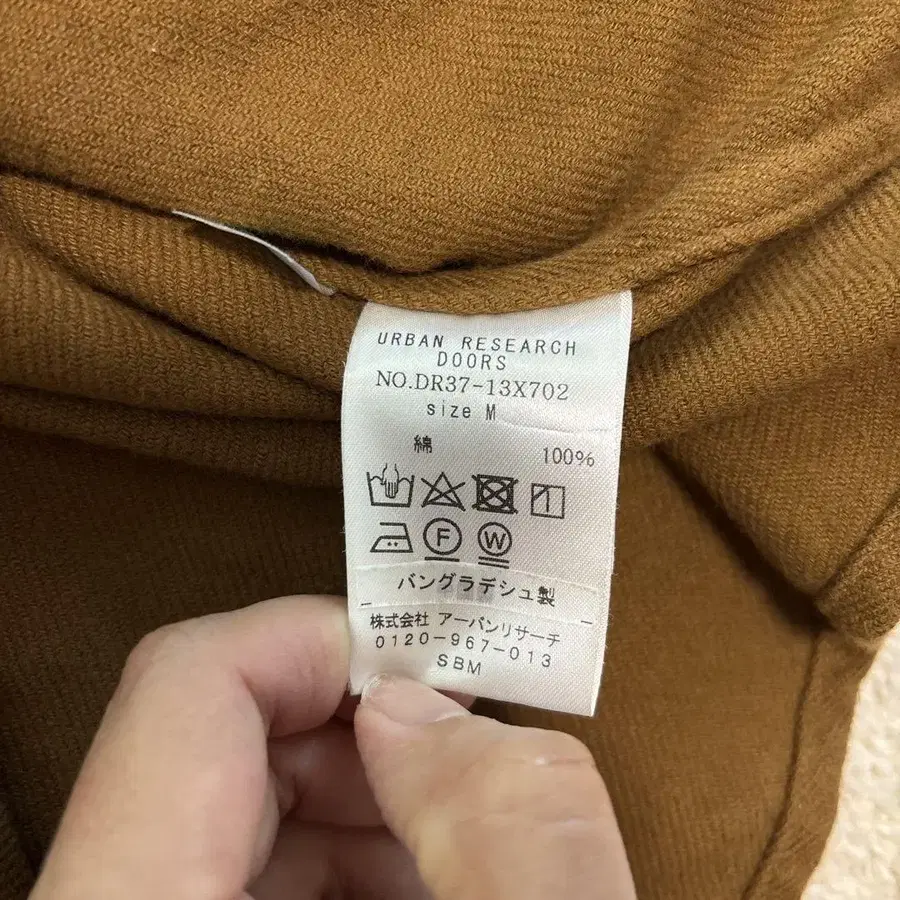 URBAN RESEARCH
DOORS
NO.DR37-13X702
size M
綿 100%
F W
バングラデシュ製
株式会社 アーバンリサーチ
0120-967-013
SBM